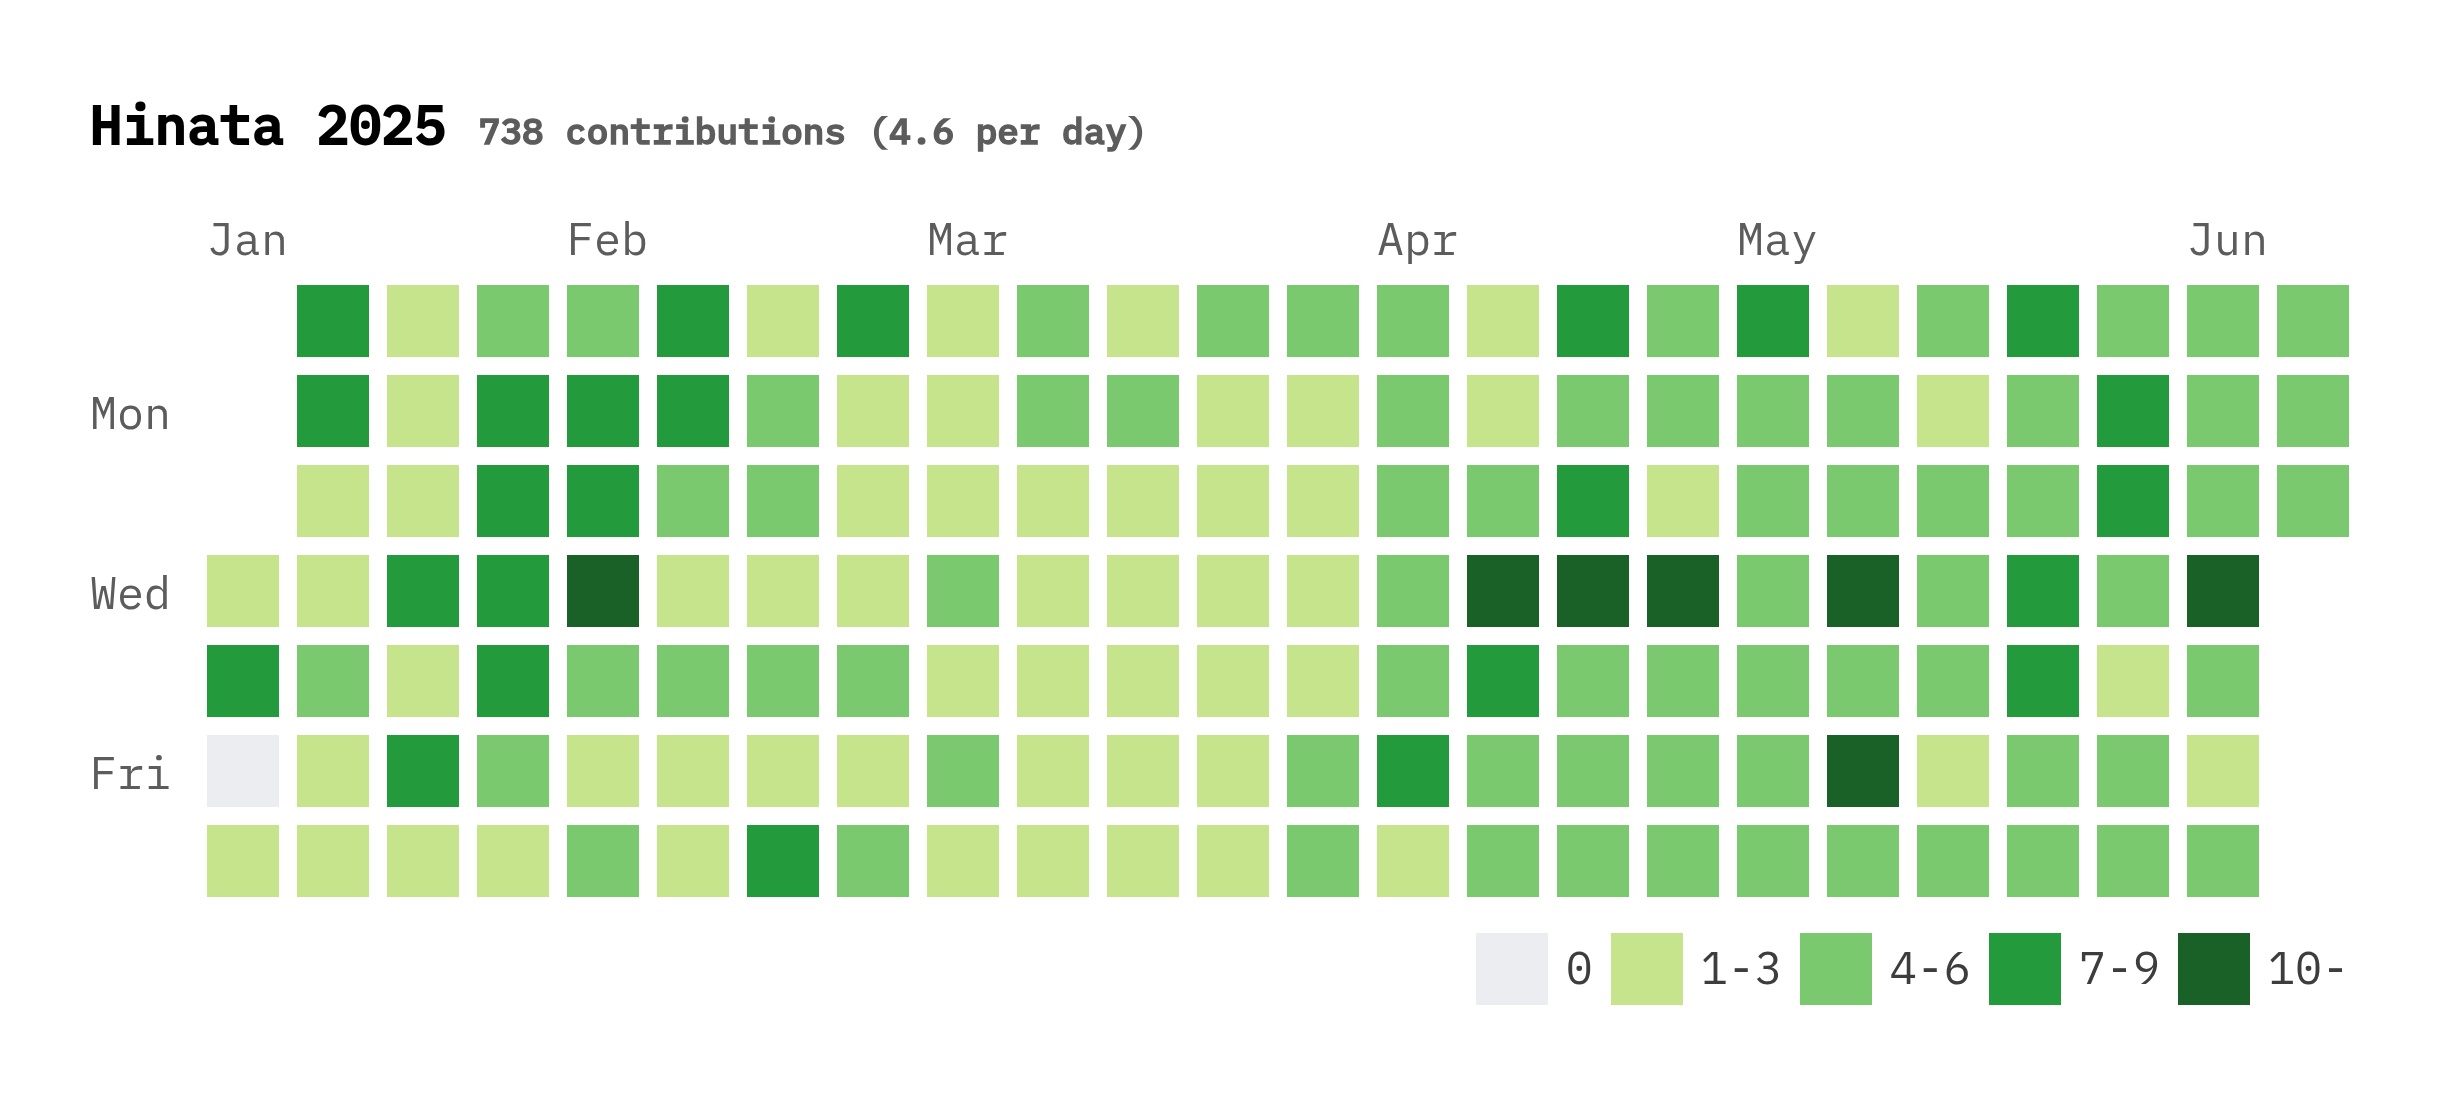 Hinata 2025 738 contributions (4.6 per day)
Jan Feb Mar Apr May Jun
Mon
Wed
Fri
0 1-3 4-6 7-9 10-